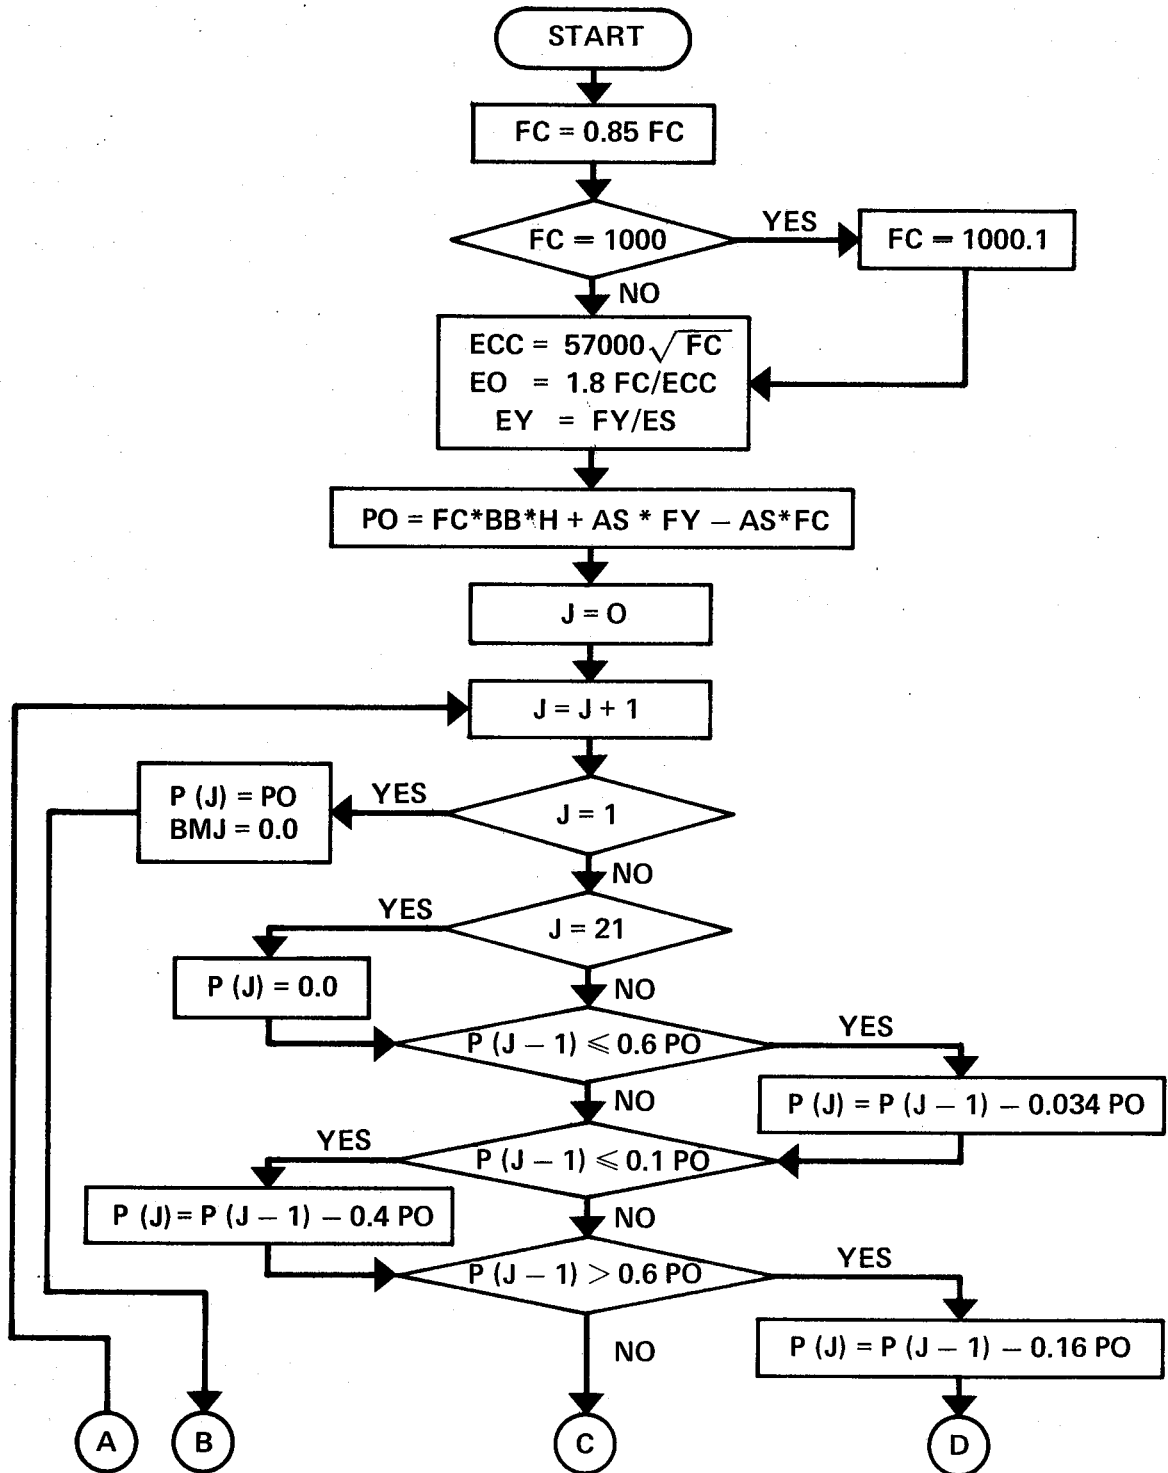 START
FC = 0.85 FC
FC = 1000
YES
FC = 1000.1
NO
ECC = 57000 √FC
EO = 1.8 FC/ECC
EY = FY/ES
PO = FC*BB*H + AS * FY – AS*FC
J = O
J = J + 1
P (J) = PO
BMJ = 0.0
YES
J = 1
NO
YES
J = 21
P (J) = 0.0
NO
P (J – 1) ⩽ 0.6 PO
YES
NO
P (J) = P (J – 1) – 0.034 PO
YES
P (J – 1) ⩽ 0.1 PO
P (J) = P (J – 1) – 0.4 PO
NO
P (J – 1) > 0.6 PO
YES
NO
P (J) = P (J – 1) – 0.16 PO
A
B
C
D